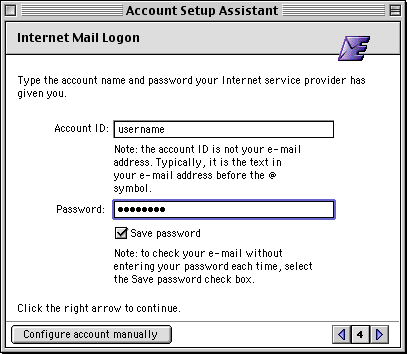 Account Setup Assistant
Internet Mail Logon
Type the account name and password your Internet service provider has
given you.
Account ID: username
Note: the account ID is not your e-mail
address. Typically, it is the text in
your e-mail address before the @
symbol.
Password: ••••••••
Save password
Note: to check your e-mail without
entering your password each time, select
the Save password check box.
Click the right arrow to continue.
Configure account manually
4